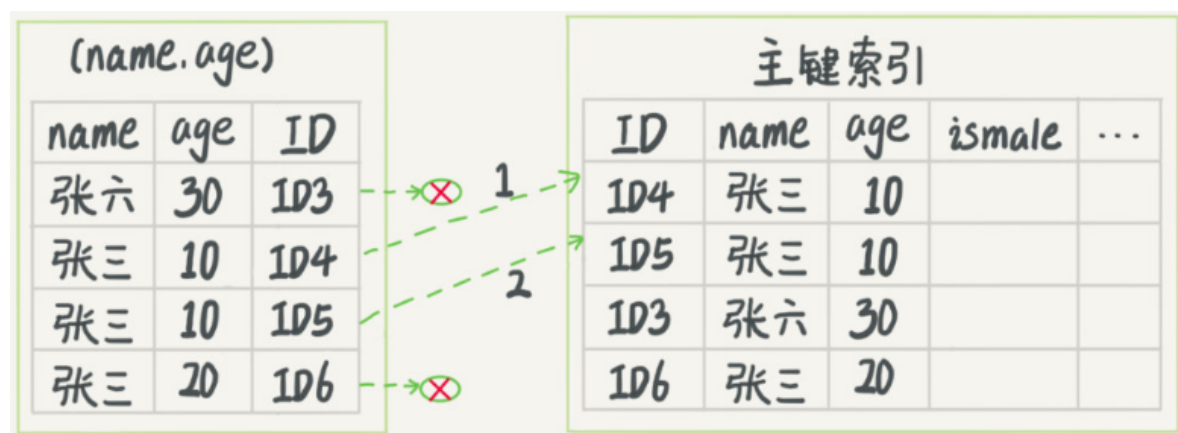 (name.age)
name age ID
张六 30 ID3
张三 10 ID4
张三 10 ID5
张三 20 ID6
1
2
主键索引
ID name age ismale ...
ID4 张三 10
ID5 张三 10
ID3 张六 30
ID6 张三 20